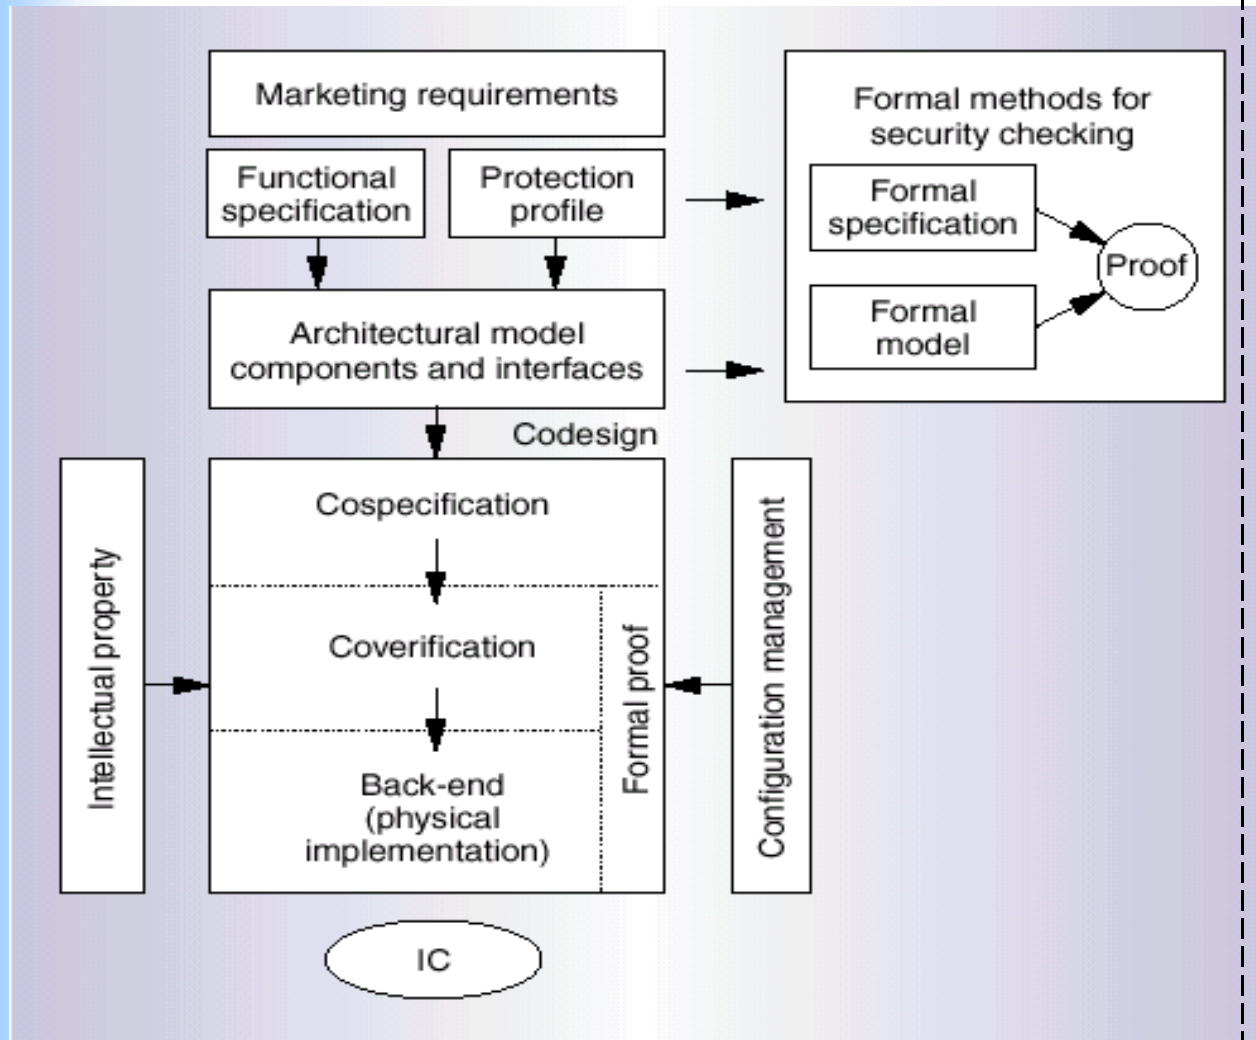 Marketing requirements
Functional
specification
Protection
profile
Architectural model
components and interfaces
Formal methods for
security checking
Formal
specification
Formal
model
Proof
Codesign
Cospecification
Coverification
Back-end
(physical
implementation)
Formal proof
Intellectual property
Configuration management
IC